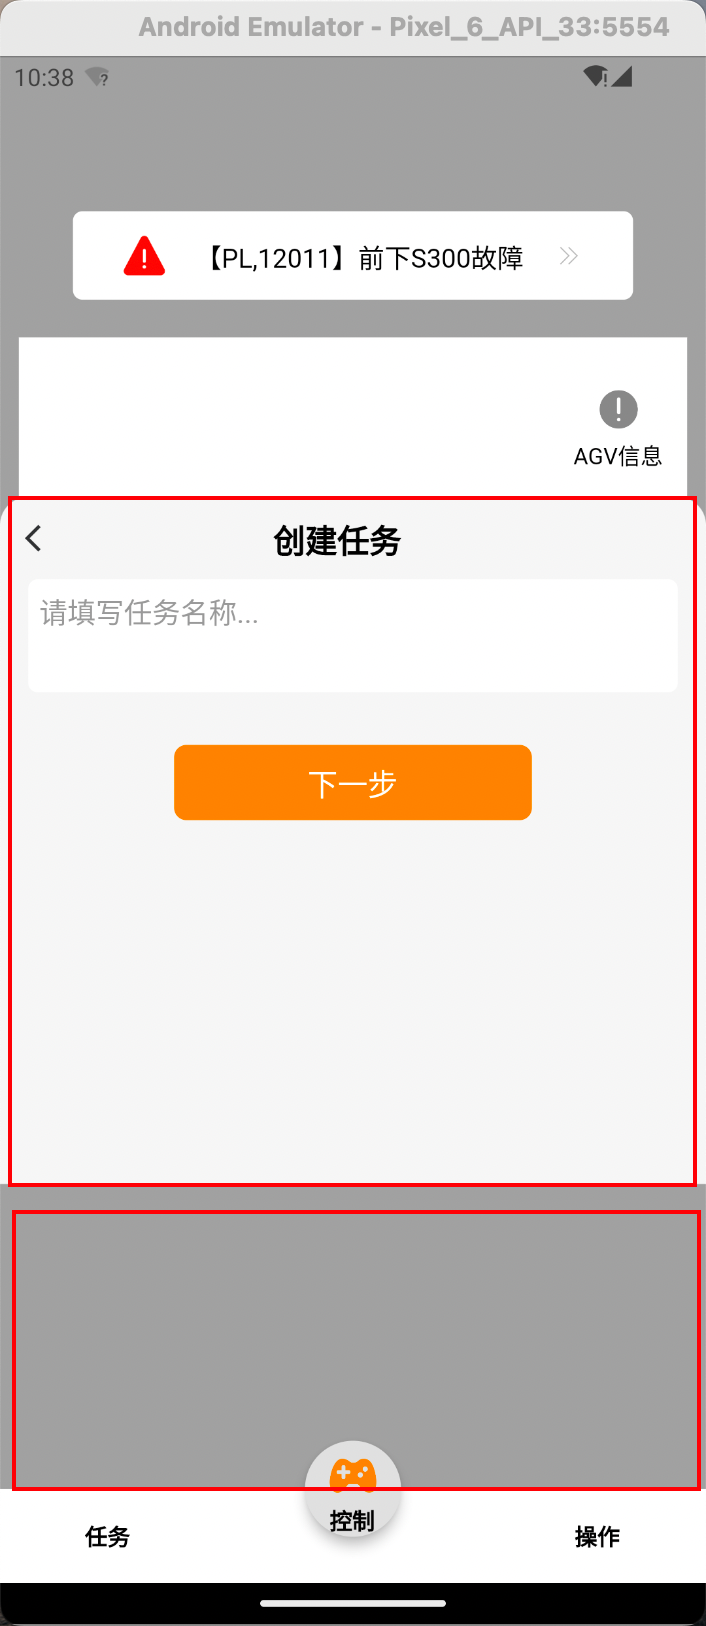 Android Emulator - Pixel_6_API_33:5554
10:38
【PL,12011】前下S300故障
AGV信息
创建任务
请填写任务名称...
下一步
任务
控制
操作